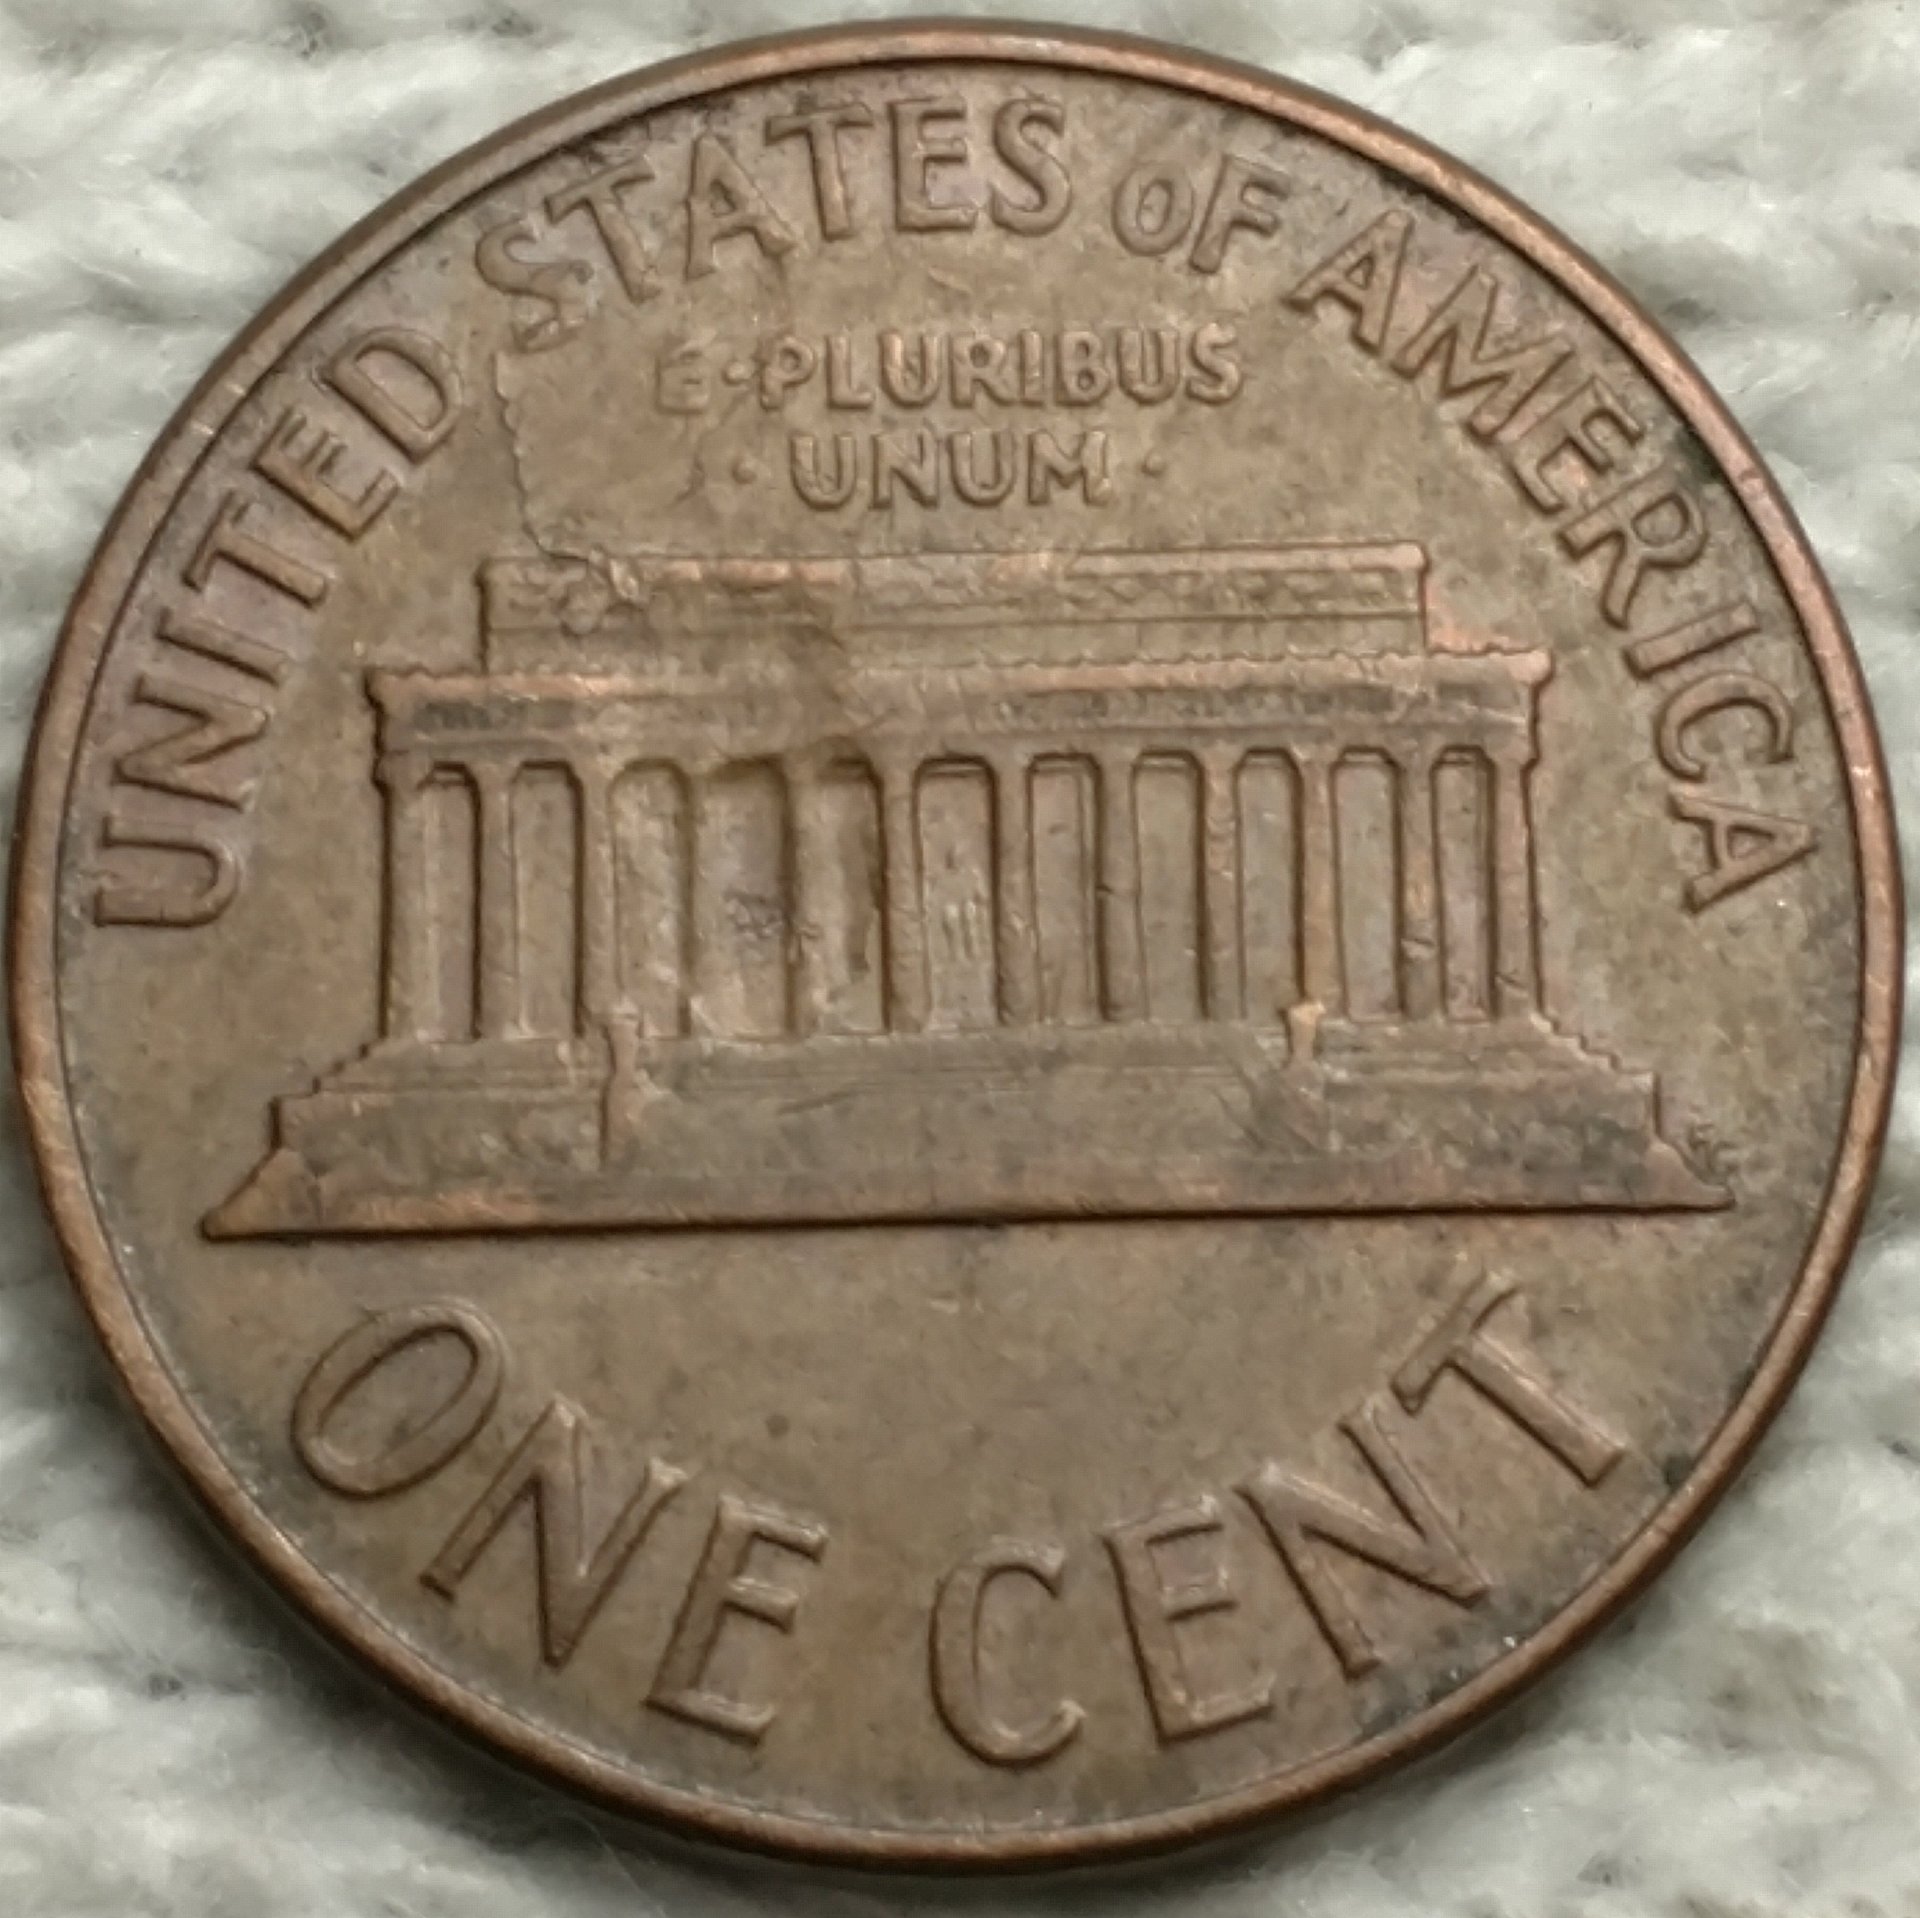 UNITED STATES OF AMERICA
E·PLURIBUS
· UNUM ·
ONE CENT